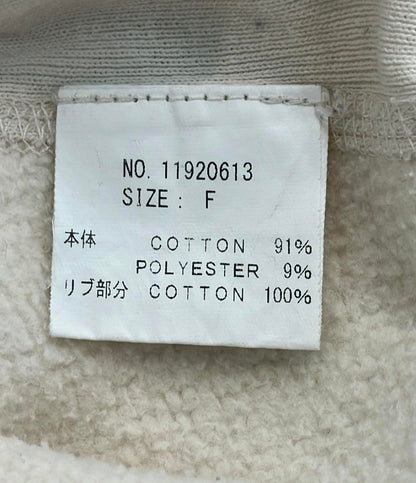 NO. 11920613
SIZE: F
本体 COTTON 91%
POLYESTER 9%
リブ部分 COTTON 100%